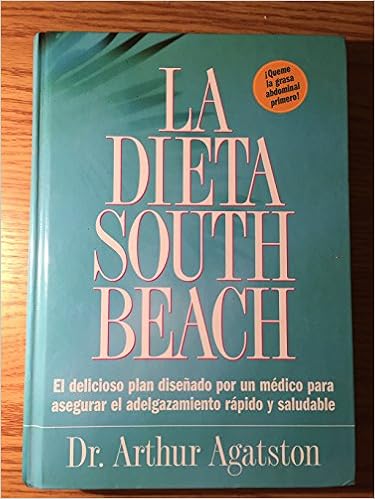 ¡Queme
la grasa
abdominal
primero!
LA
DIETA
SOUTH
BEACH
El delicioso plan diseñado por un médico para
asegurar el adelgazamiento rápido y saludable
Dr. Arthur Agatston